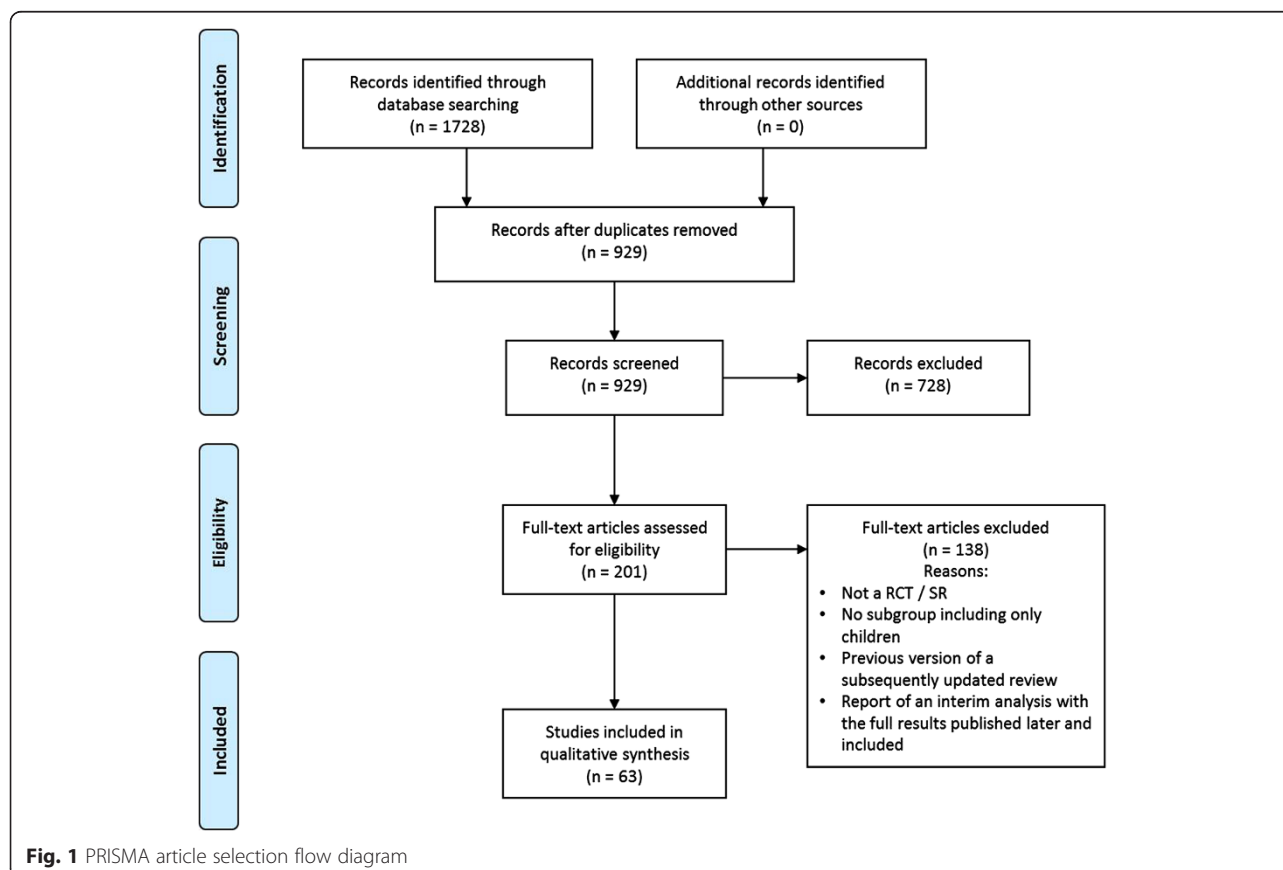 Identification
Records identified through
database searching
(n = 1728)
Additional records identified
through other sources
(n = 0)
Records after duplicates removed
(n = 929)
Screening
Records screened
(n = 929)
Records excluded
(n = 728)
Eligibility
Full-text articles assessed
for eligibility
(n = 201)
Full-text articles excluded
(n = 138)
Reasons:
• Not a RCT / SR
• No subgroup including only
children
• Previous version of a
subsequently updated review
• Report of an interim analysis with
the full results published later and
included
Included
Studies included in
qualitative synthesis
(n = 63)
Fig. 1 PRISMA article selection flow diagram